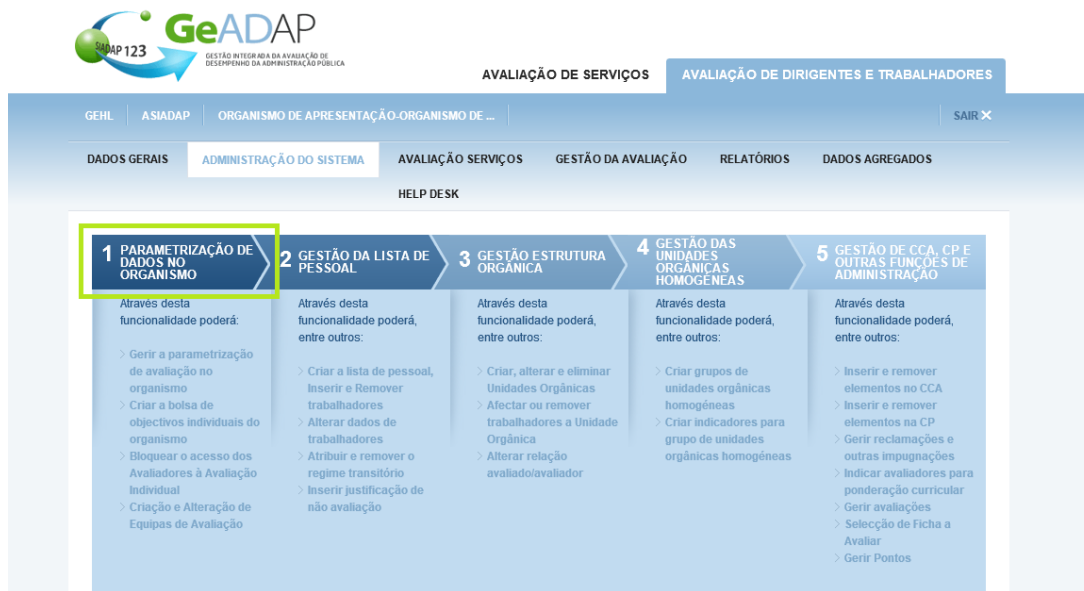 SIADAP 123
GeADAP
GESTÃO INTEGRADA DA AVALIAÇÃO DE
DESEMPENHO DA ADMINISTRAÇÃO PÚBLICA
AVALIAÇÃO DE SERVIÇOS
AVALIAÇÃO DE DIRIGENTES E TRABALHADORES
GEHL
ASIADAP
ORGANISMO DE APRESENTAÇÃO-ORGANISMO DE ...
SAIR ✕
DADOS GERAIS
ADMINISTRAÇÃO DO SISTEMA
AVALIAÇÃO SERVIÇOS
GESTÃO DA AVALIAÇÃO
RELATÓRIOS
DADOS AGREGADOS
HELP DESK
1 PARAMETRIZAÇÃO DE
DADOS NO
ORGANISMO
Através desta
funcionalidade poderá:
Gerir a parametrização
de avaliação no
organismo
Criar a bolsa de
objectivos individuais do
organismo
Bloquear o acesso dos
Avaliadores à Avaliação
Individual
Criação e Alteração de
Equipas de Avaliação
2 GESTÃO DA LISTA DE
PESSOAL
Através desta
funcionalidade poderá,
entre outros:
Criar a lista de pessoal,
Inserir e Remover
trabalhadores
Alterar dados de
trabalhadores
Atribuir e remover o
regime transitório
Inserir justificação de
não avaliação
3 GESTÃO ESTRUTURA
ORGÂNICA
Através desta
funcionalidade poderá,
entre outros:
Criar, alterar e eliminar
Unidades Orgânicas
Afectar ou remover
trabalhadores a Unidade
Orgânica
Alterar relação
avaliado/avaliador
4 GESTÃO DAS
UNIDADES
ORGÂNICAS
HOMOGÉNEAS
Através desta
funcionalidade poderá,
entre outros:
Criar grupos de
unidades orgânicas
homogéneas
Criar indicadores para
grupo de unidades
orgânicas homogéneas
5 GESTÃO DE CCA, CP E
OUTRAS FUNÇÕES DE
ADMINISTRAÇÃO
Através desta
funcionalidade poderá,
entre outros:
Inserir e remover
elementos no CCA
Inserir e remover
elementos na CP
Gerir reclamações e
outras impugnações
Indicar avaliadores para
ponderação curricular
Gerir avaliações
Selecção de Ficha a
Avaliar
Gerir Pontos